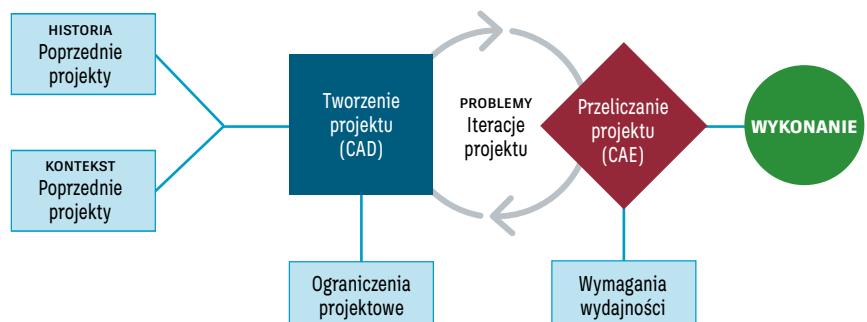 HISTORIA
Poprzednie
projekty
KONTEKST
Poprzednie
projekty
Tworzenie
projektu
(CAD)
Ograniczenia
projektowe
PROBLEMY
Iteracje
projektu
Przeliczanie
projektu
(CAE)
Wymagania
wydajności
WYKONANIE